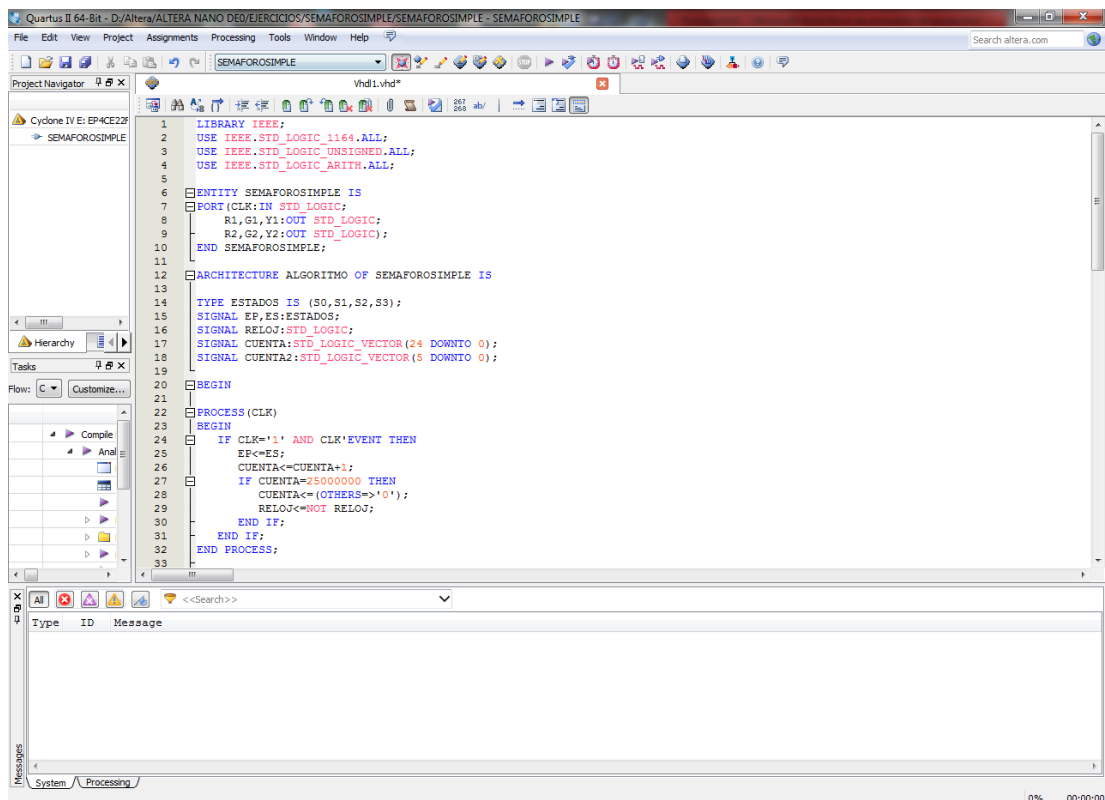 Quartus II 64-Bit - D:/Altera/ALTERA NANO DE0/EJERCICIOS/SEMAFOROSIMPLE/SEMAFOROSIMPLE - SEMAFOROSIMPLE
File Edit View Project Assignments Processing Tools Window Help
Search altera.com
SEMAFOROSIMPLE
Project Navigator
Vhdl1.vhd*
267
268
ab/
Cyclone IV E: EP4CE22F
SEMAFOROSIMPLE
Hierarchy
Tasks
Flow: C Customize...
Compile
Anal
1 LIBRARY IEEE;
2 USE IEEE.STD_LOGIC_1164.ALL;
3 USE IEEE.STD_LOGIC_UNSIGNED.ALL;
4 USE IEEE.STD_LOGIC_ARITH.ALL;
5
6 ENTITY SEMAFOROSIMPLE IS
7 PORT(CLK:IN STD_LOGIC;
8 R1,G1,Y1:OUT STD_LOGIC;
9 R2,G2,Y2:OUT STD_LOGIC);
10 END SEMAFOROSIMPLE;
11
12 ARCHITECTURE ALGORITMO OF SEMAFOROSIMPLE IS
13
14 TYPE ESTADOS IS (S0,S1,S2,S3);
15 SIGNAL EP,ES:ESTADOS;
16 SIGNAL RELOJ:STD_LOGIC;
17 SIGNAL CUENTA:STD_LOGIC_VECTOR(24 DOWNTO 0);
18 SIGNAL CUENTA2:STD_LOGIC_VECTOR(5 DOWNTO 0);
19
20 BEGIN
21
22 PROCESS(CLK)
23 BEGIN
24 IF CLK='1' AND CLK'EVENT THEN
25 EP<=ES;
26 CUENTA<=CUENTA+1;
27 IF CUENTA=25000000 THEN
28 CUENTA<=(OTHERS=>'0');
29 RELOJ<=NOT RELOJ;
30 END IF;
31 END IF;
32 END PROCESS;
33
All
<<Search>>
Type ID Message
Messages
System Processing
0% 00:00:00